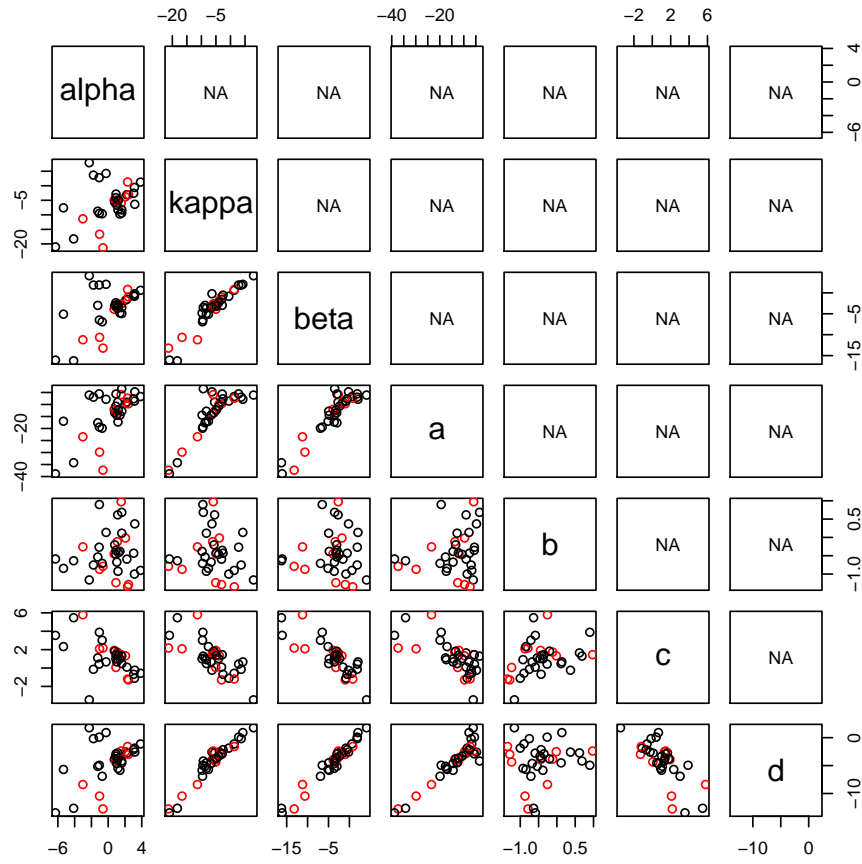 -20 -5 -40 -20 -2 2 6
alpha NA NA NA NA NA NA -6 0 4
-20 -5 kappa NA NA NA NA NA
beta NA NA NA NA -15 -5
-40 -20 a NA NA NA
b NA NA -1.0 0.5
-2 2 6 c NA
d -10 0
-6 0 4 -15 -5 -1.0 0.5 -10 0